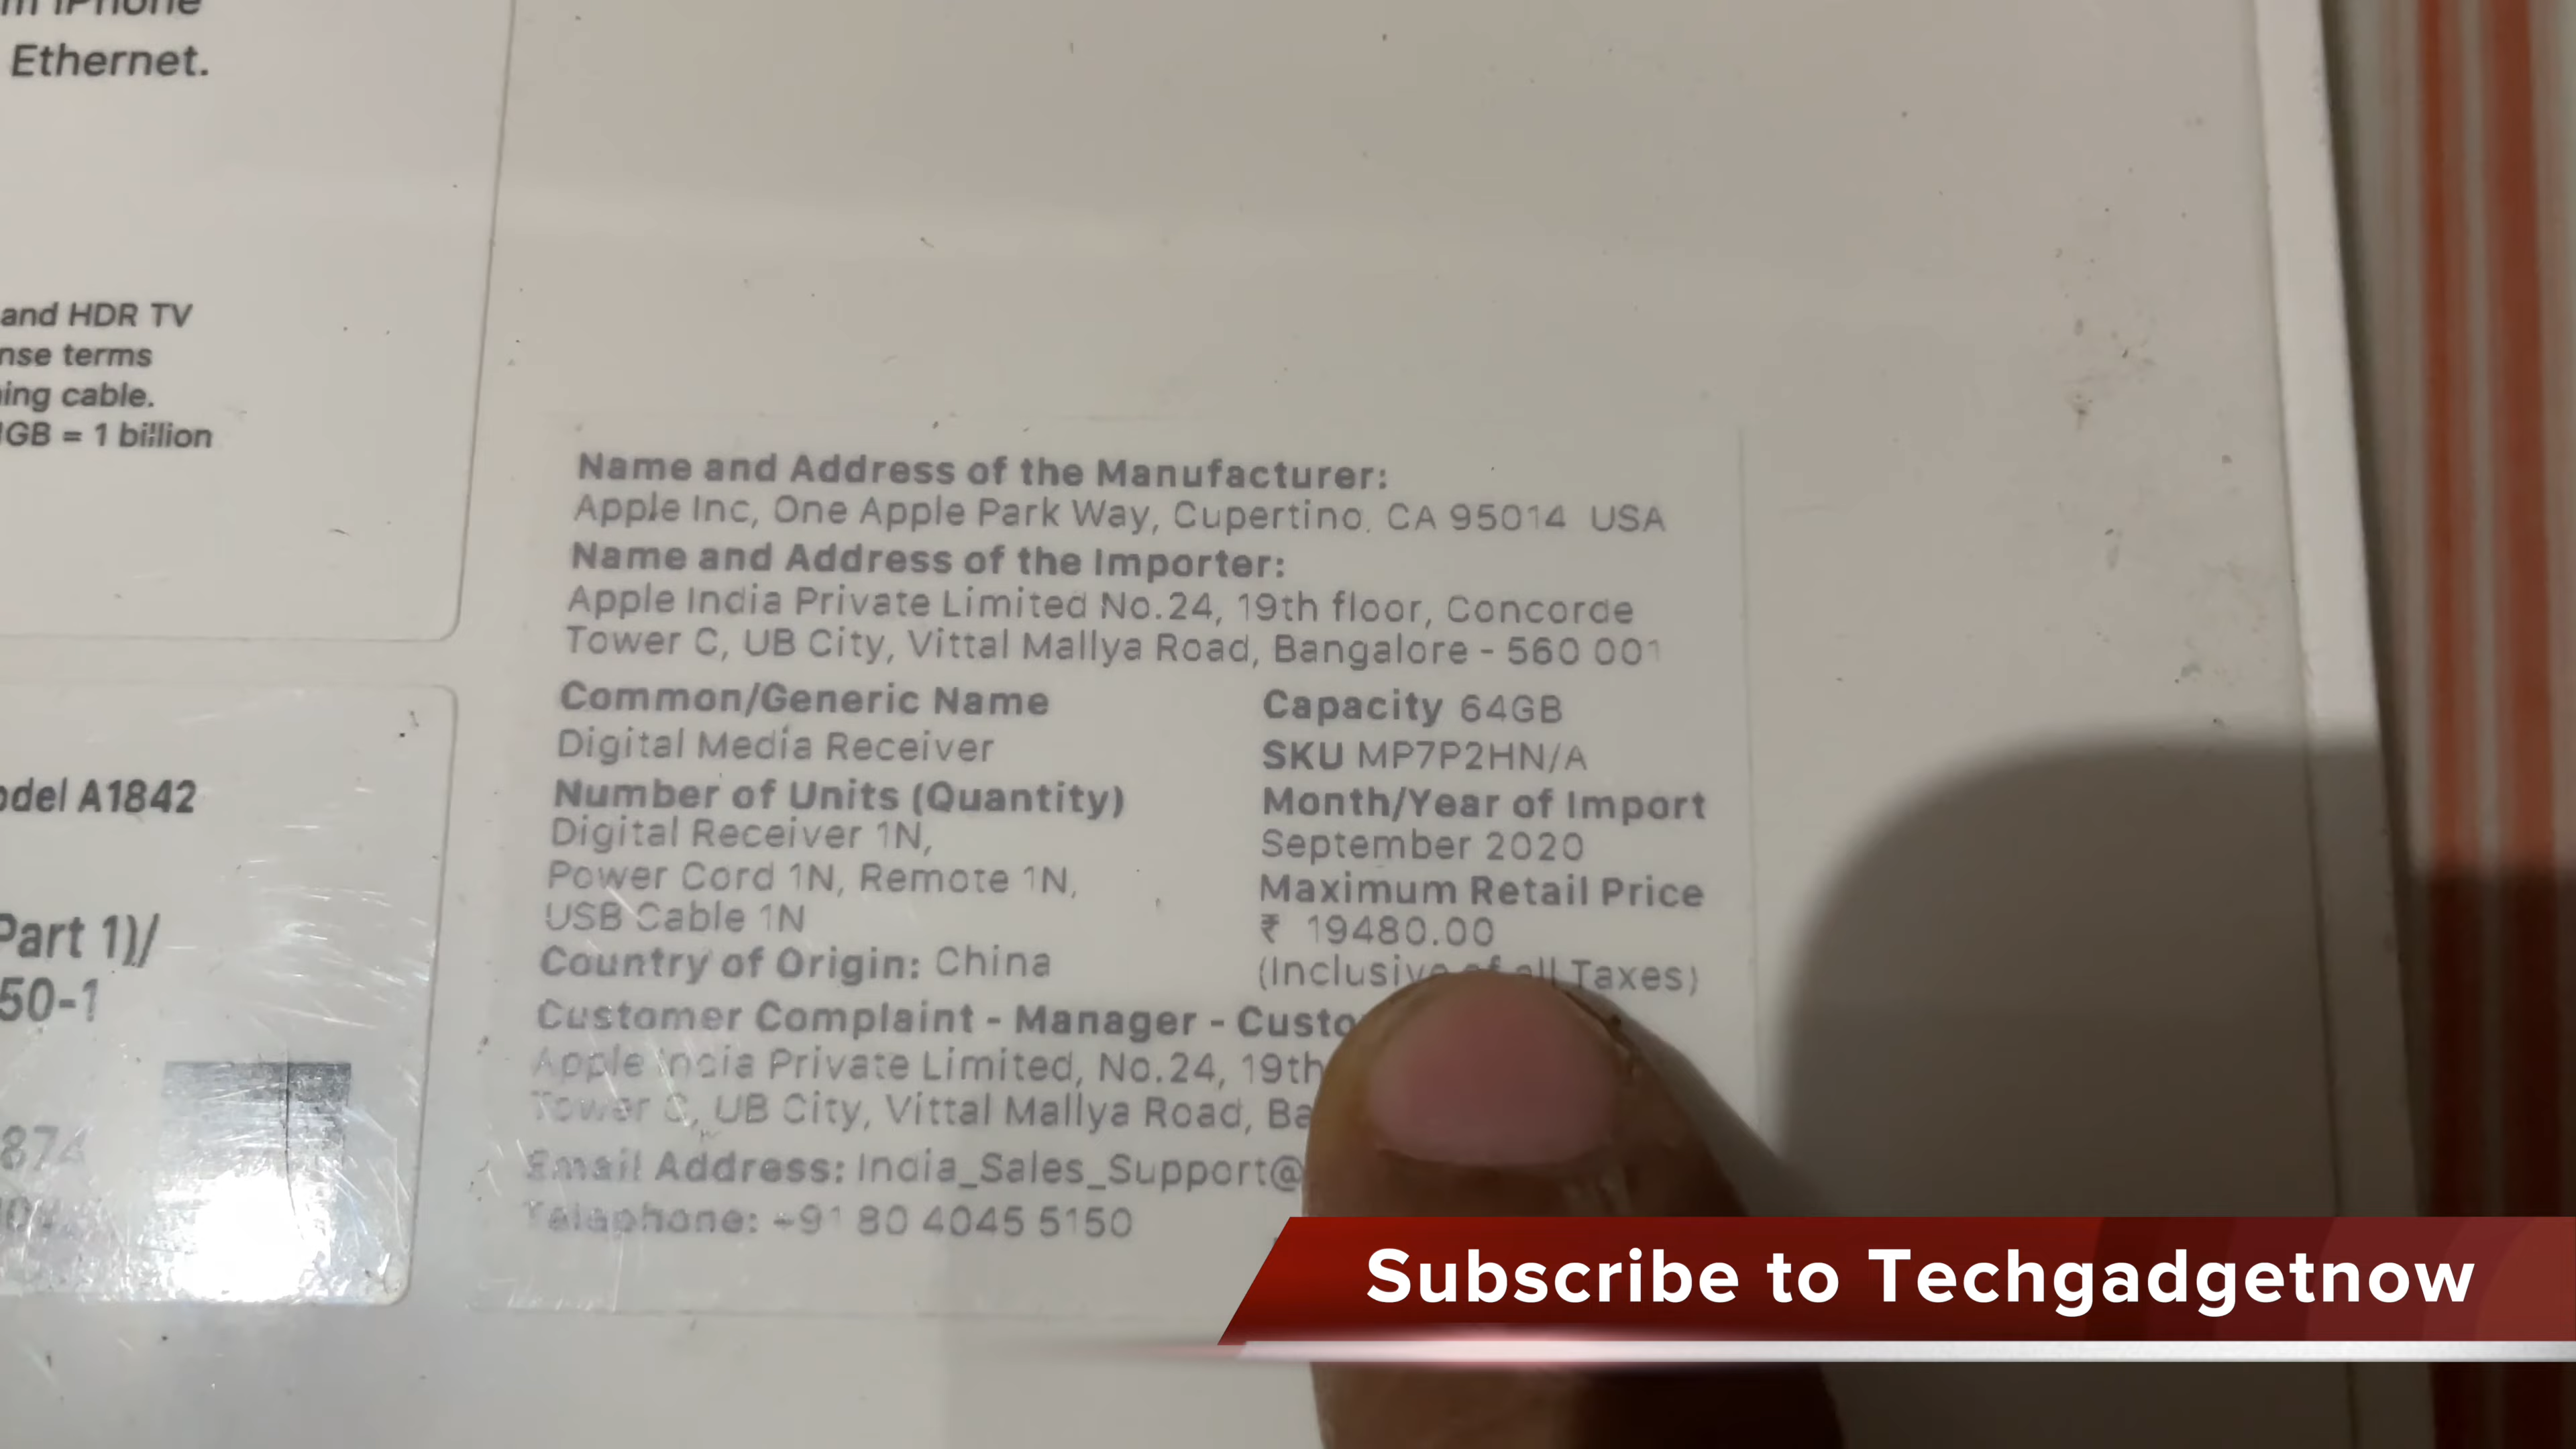 iPhone
Ethernet.
and HDR TV
nse terms
ing cable.
GB = 1 billion
odel A1842
Part 1)/
50-1
874
Name and Address of the Manufacturer:
Apple Inc, One Apple Park Way, Cupertino, CA 95014 USA
Name and Address of the Importer:
Apple India Private Limited No.24, 19th floor, Concorde
Tower C, UB City, Vittal Mallya Road, Bangalore - 560 001
Common/Generic Name
Digital Media Receiver
Number of Units (Quantity)
Digital Receiver 1N,
Power Cord 1N, Remote 1N,
USB Cable 1N
Country of Origin: China
Capacity 64GB
SKU MP7P2HN/A
Month/Year of Import
September 2020
Maximum Retail Price
₹ 19480.00
(Inclusive of all Taxes)
Customer Complaint - Manager - Custo
Apple India Private Limited, No.24, 19th
Tower C, UB City, Vittal Mallya Road, Ba
Email Address: India_Sales_Support@
Telephone: +91 80 4045 5150
Subscribe to Techgadgetnow